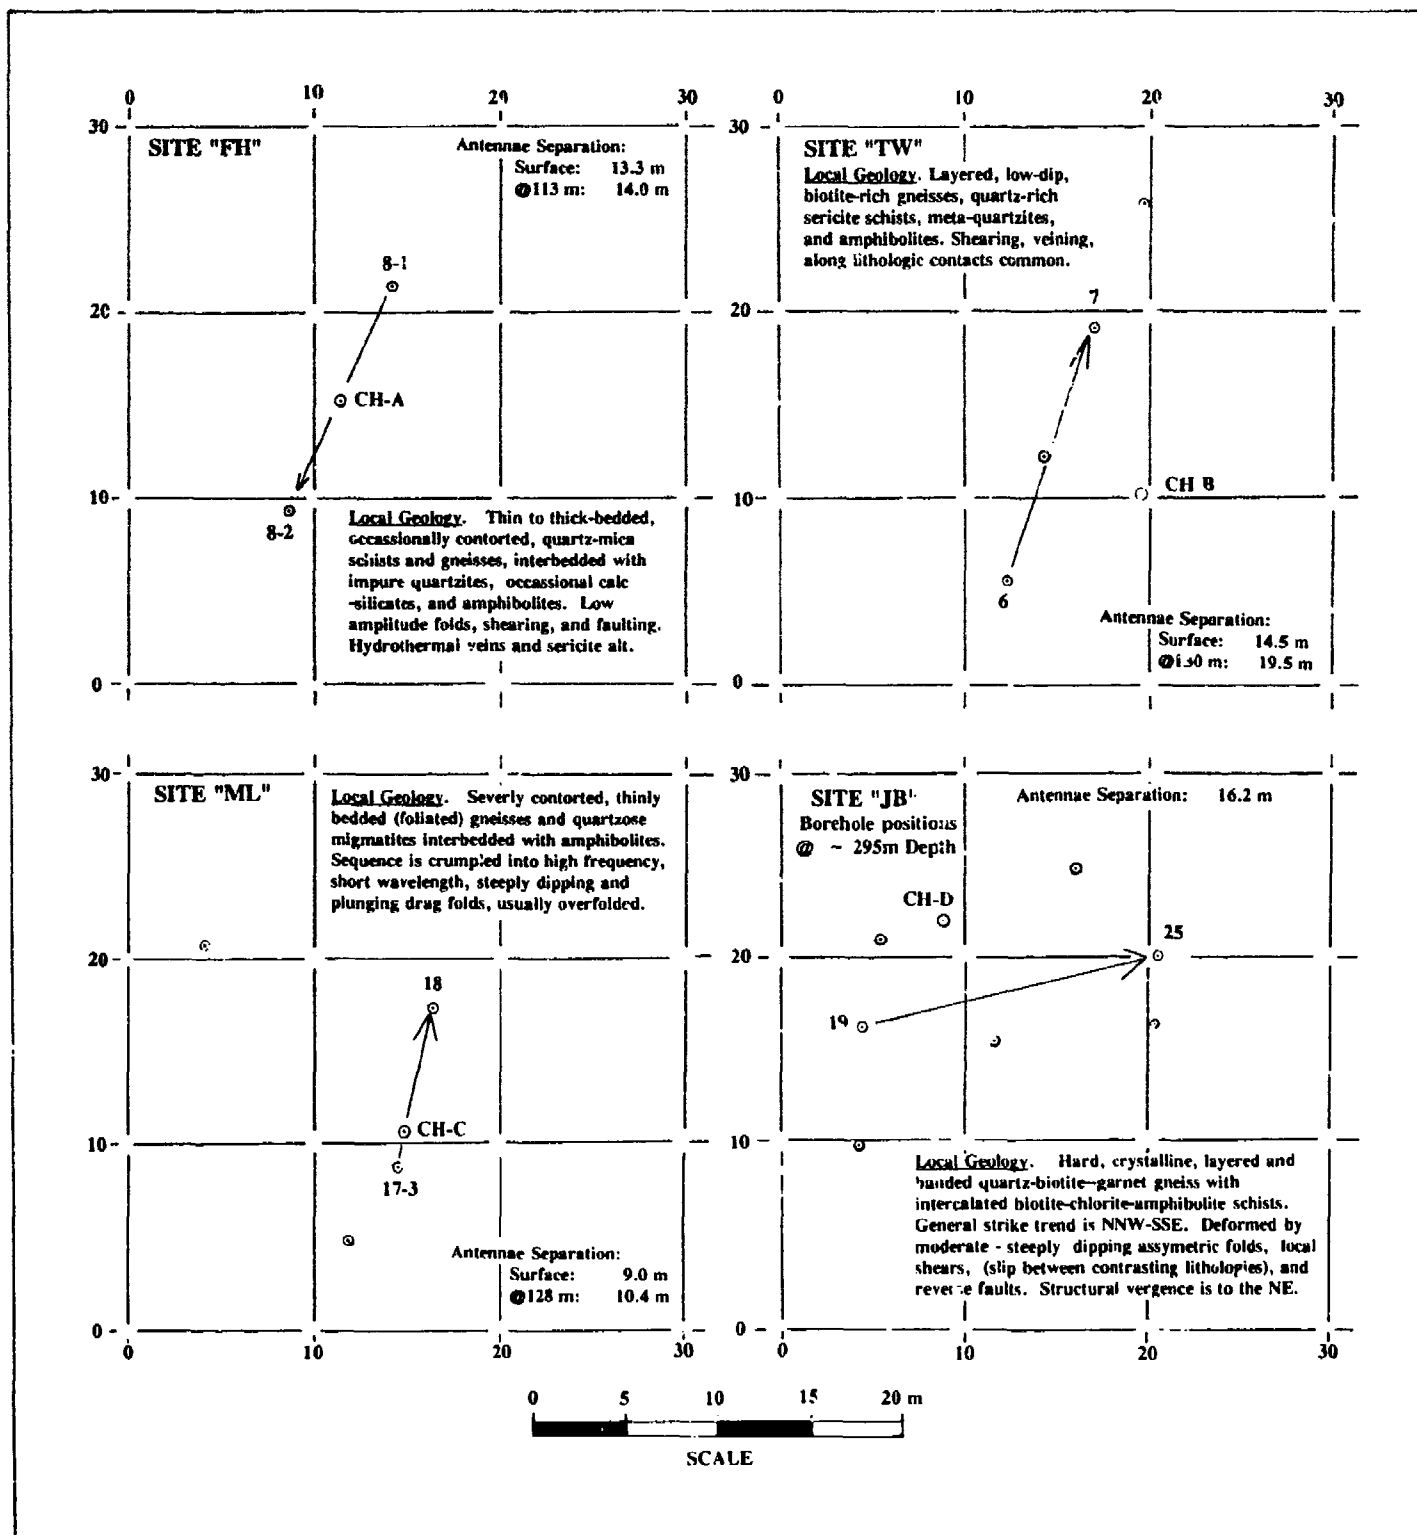 0 10 20 30
30
SITE "FH"
Antennae Separation:
Surface: 13.3 m
@113 m: 14.0 m
8-1
20
CH-A
10
8-2
Local Geology. Thin to thick-bedded,
occassionally contorted, quartz-mica
schists and gneisses, interbedded with
impure quartzites, occassional calc
-silicates, and amphibolites. Low
amplitude folds, shearing, and faulting.
Hydrothermal veins and sericite alt.
0
0 10 20 30
30
SITE "TW"
Local Geology. Layered, low-dip,
biotite-rich gneisses, quartz-rich
sericite schists, meta-quartzites,
and amphibolites. Shearing, veining,
along lithologic contacts common.
7
20
10
CH B
6
Antennae Separation:
Surface: 14.5 m
m: 19.5 m
0
30
SITE "ML"
Local Geology. Severly contorted, thinly
bedded (foliated) gneisses and quartzose
migmatites interbedded with amphibolites.
Sequence is crumpled into high frequency,
short wavelength, steeply dipping and
plunging drag folds, usually overfolded.
20
18
10
CH-C
17-3
Antennae Separation:
Surface: 9.0 m
@128 m: 10.4 m
0
0 10 20 30
30
SITE "JB"
Antennae Separation: 16.2 m
Borehole positions
@ ~ 295m Depth
CH-D
25
20
19
10
Local Geology. Hard, crystalline, layered and
banded quartz-biotite-garnet gneiss with
intercalated biotite-chlorite-amphibolite schists.
General strike trend is NNW-SSE. Deformed by
moderate - steeply dipping assymetric folds, local
shears, (slip between contrasting lithologies), and
reverse faults. Structural vergence is to the NE.
0
0 10 20 30
0 5 10 15 20 m
SCALE